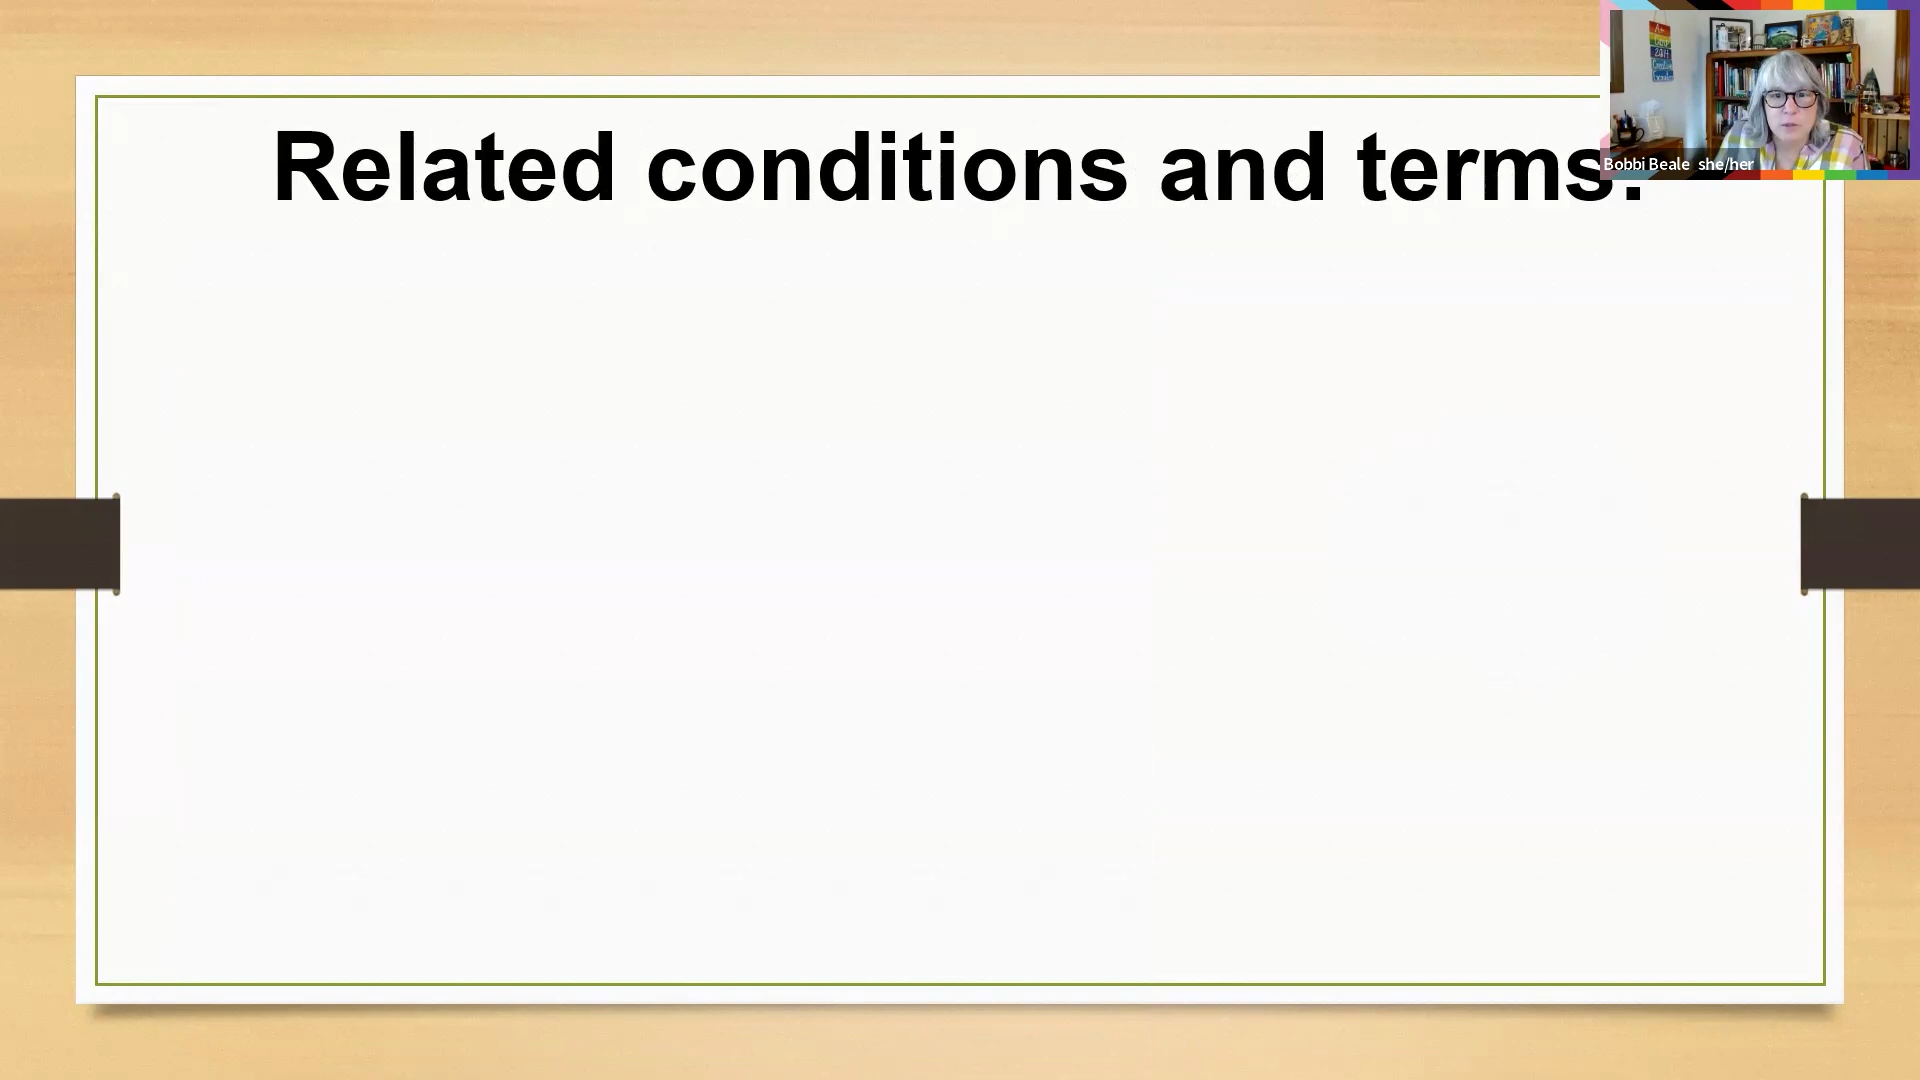 Related conditions and terms:
Bobbi Beale she/her